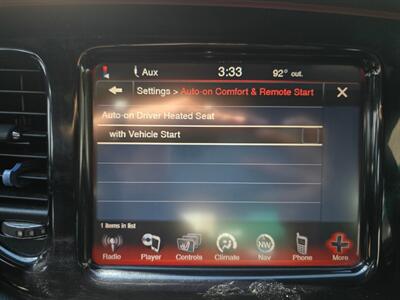 Aux 3:33 92° out.
Settings > Auto-on Comfort & Remote Start
Auto-on Driver Heated Seat
with Vehicle Start
1 Items in list
NW
Radio Player Controls Climate Nav Phone More